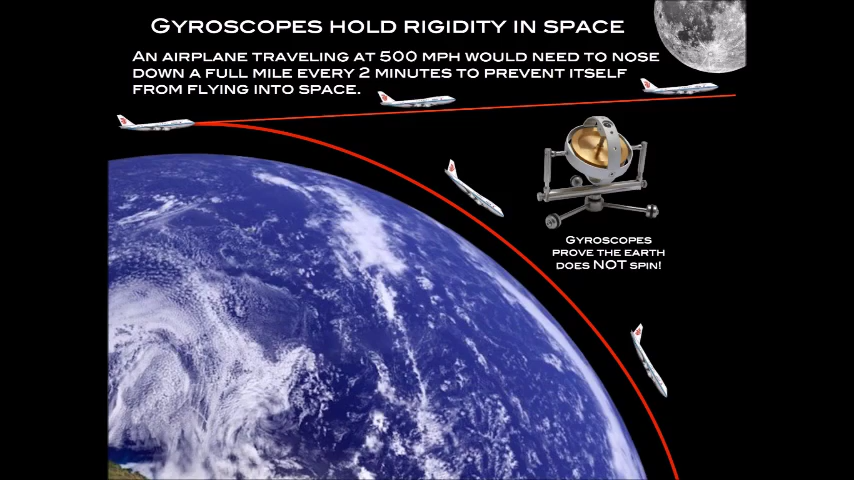 Gyroscopes hold rigidity in space
An airplane traveling at 500 mph would need to nose
down a full mile every 2 minutes to prevent itself
from flying into space.
Gyroscopes
prove the earth
does NOT spin!